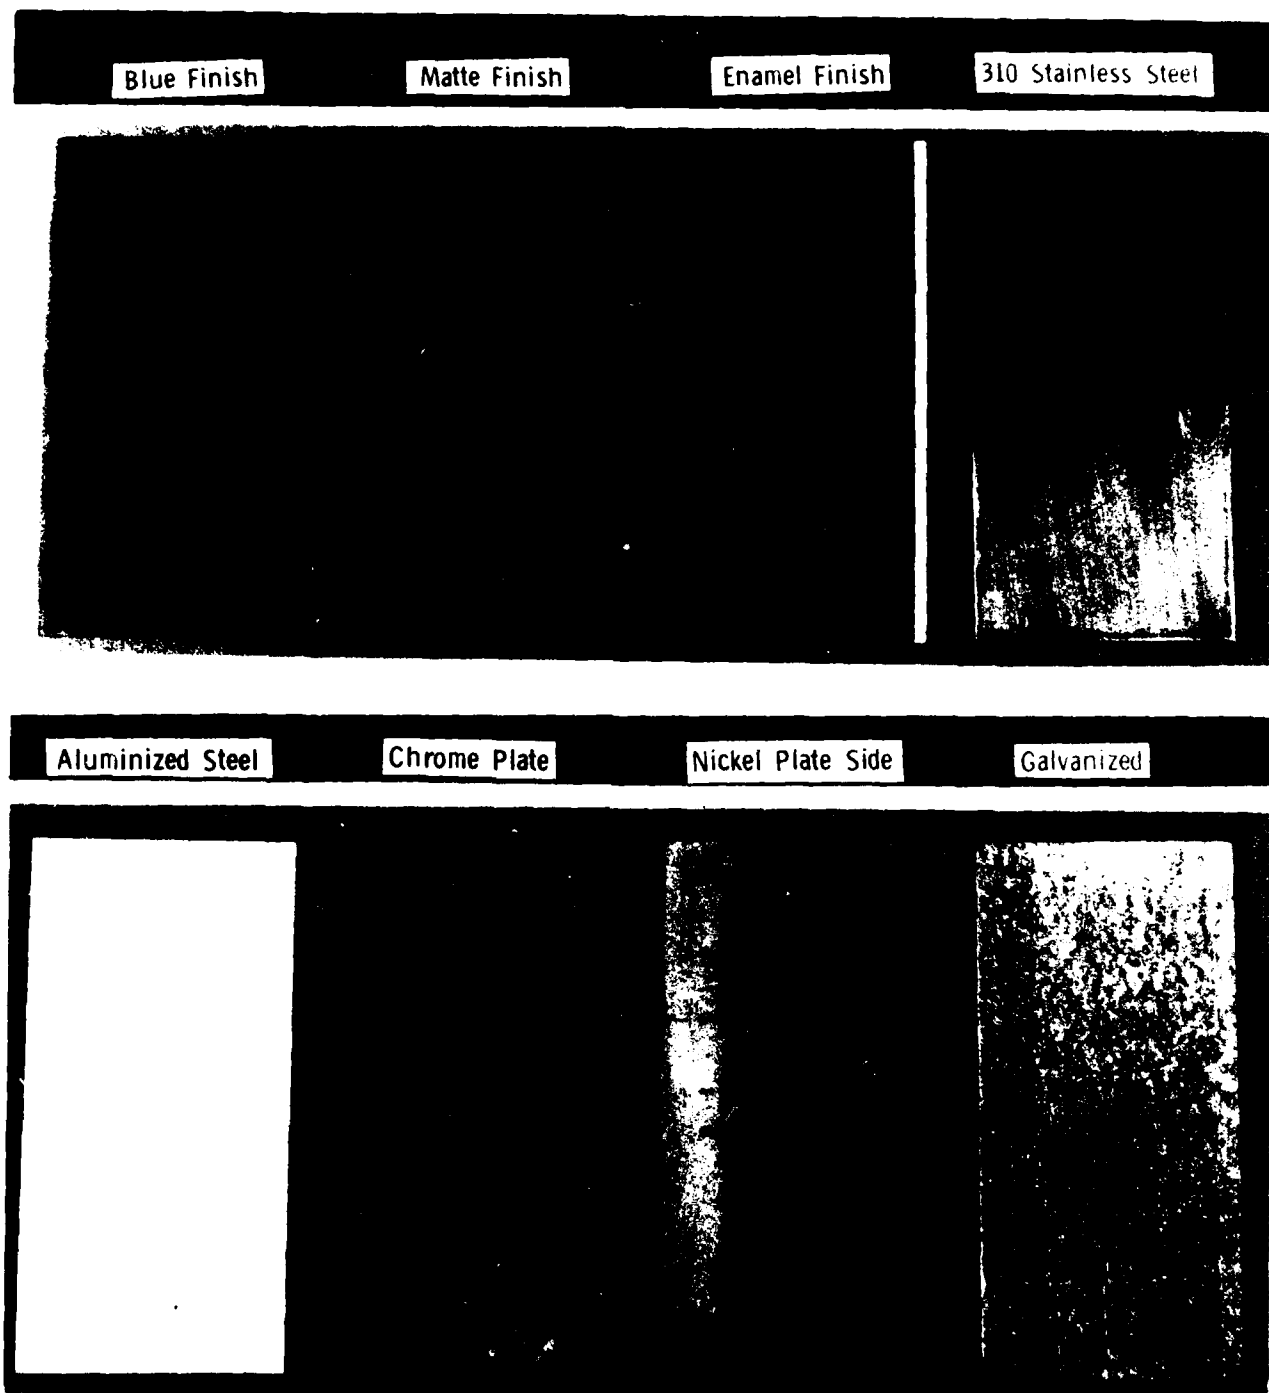 Blue Finish
Matte Finish
Enamel Finish
310 Stainless Steel
Aluminized Steel
Chrome Plate
Nickel Plate Side
Galvanized